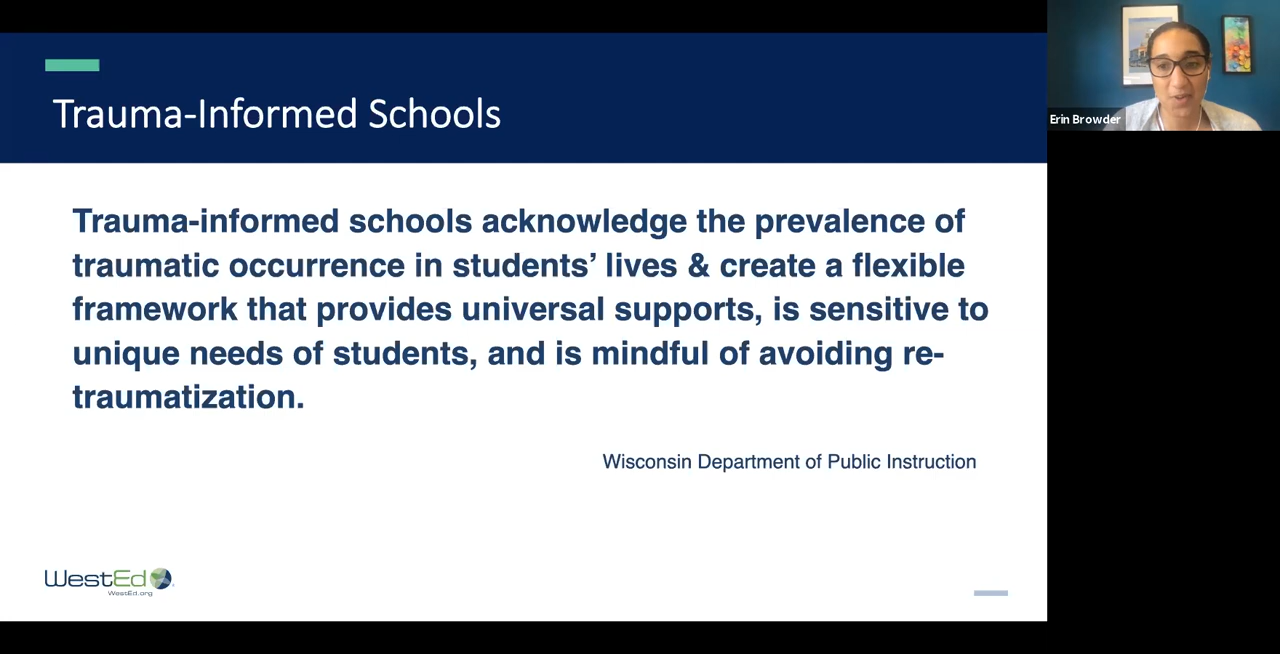 Trauma-Informed Schools
Erin Browder
Trauma-informed schools acknowledge the prevalence of
traumatic occurrence in students’ lives & create a flexible
framework that provides universal supports, is sensitive to
unique needs of students, and is mindful of avoiding re-
traumatization.
Wisconsin Department of Public Instruction
WestEd
WestEd.org